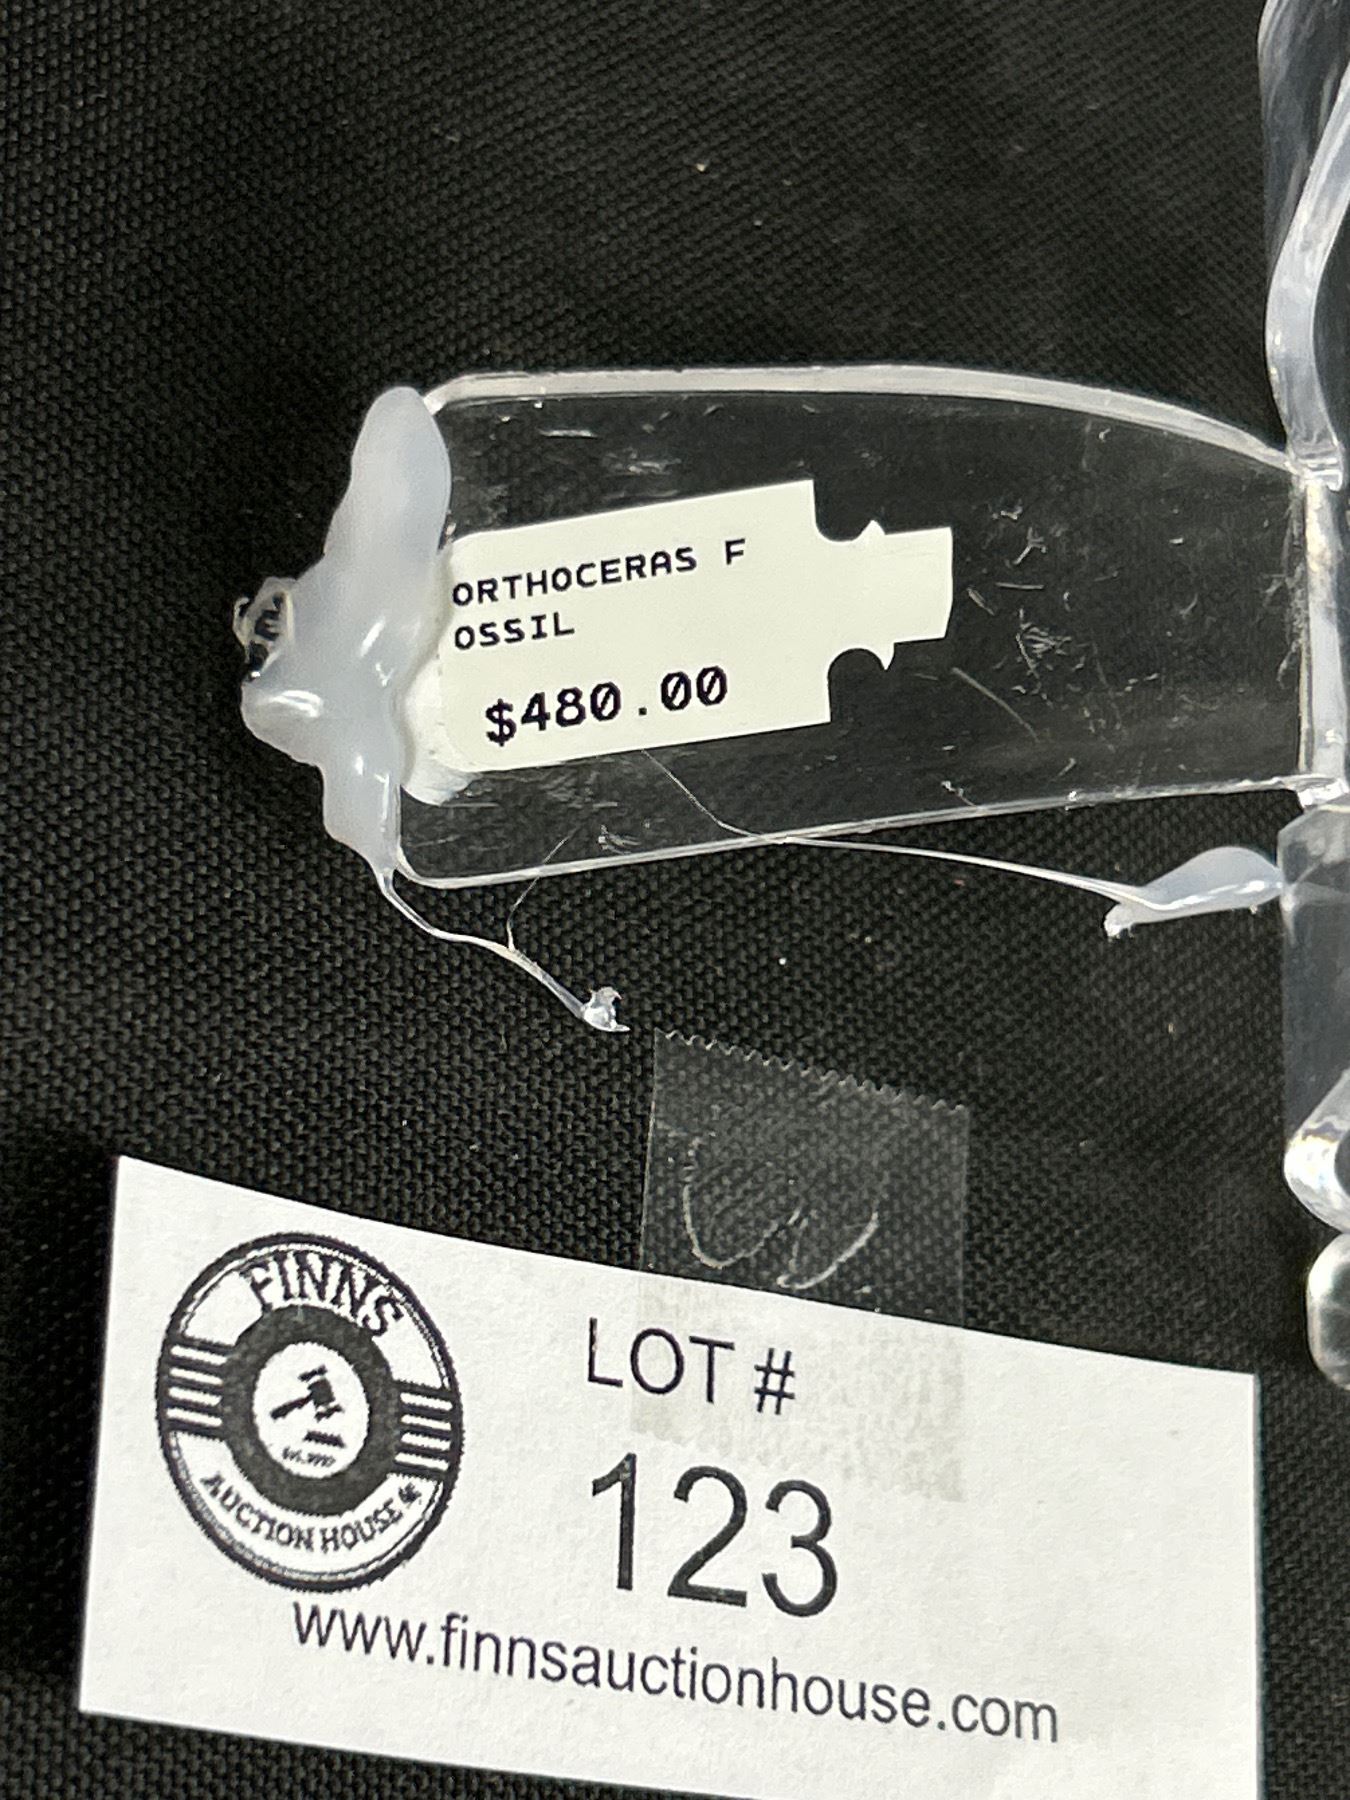 ORTHOCERAS F
OSSIL
$480.00
FINNS
AUCTION HOUSE
LOT #
123
www.finnsauctionhouse.com